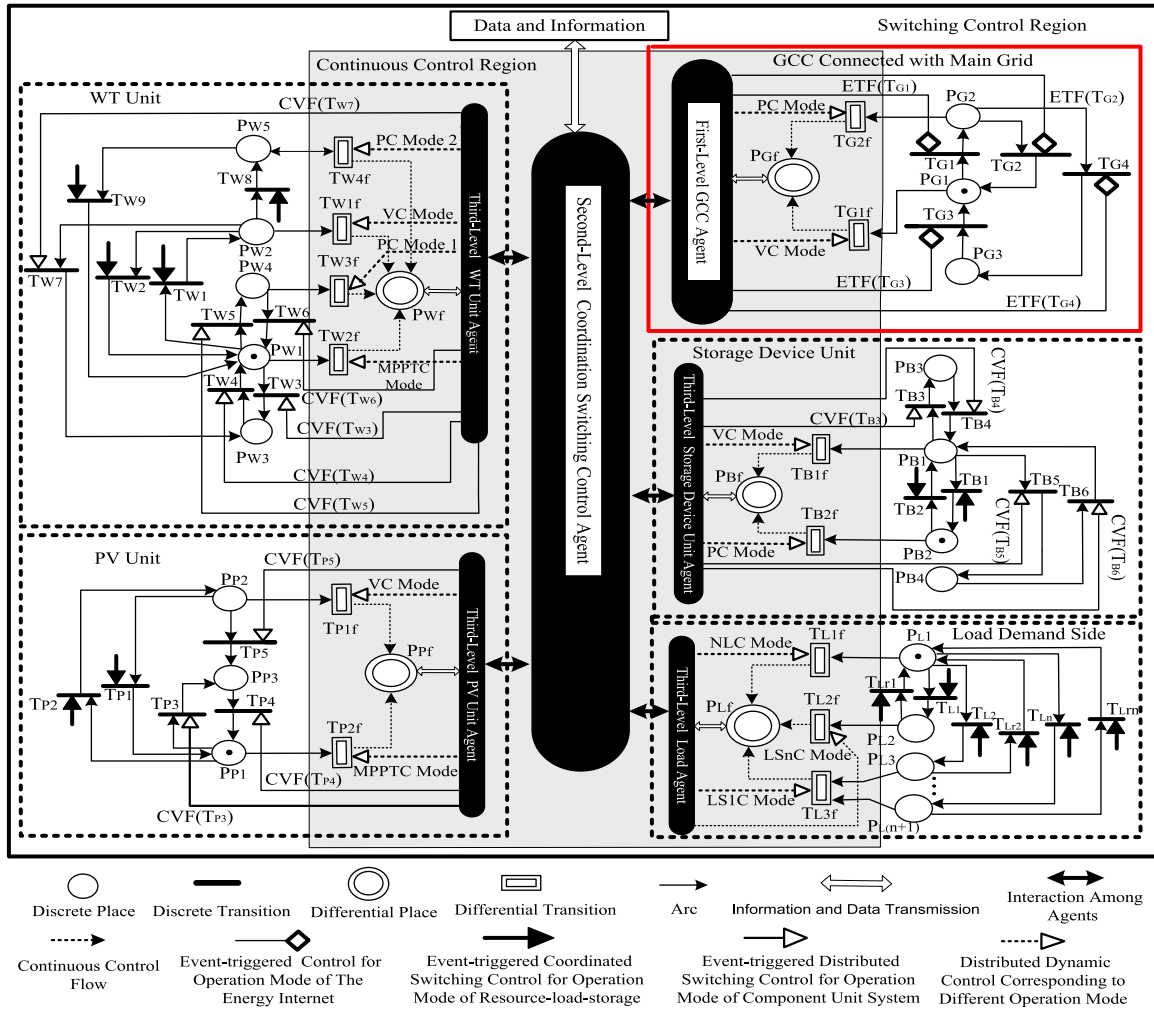 Data and Information
Switching Control Region
Continuous Control Region
GCC Connected with Main Grid
WT Unit
CVF(TW7)
PW5
PC Mode 2
TW4f
TW8
TW9
TW1f
VC Mode
PW2
PC Mode 1
TW7
TW2
TW1
PW4
TW3f
PWf
TW5
TW6
TW2f
PW1
MPPTC
Mode
TW4
TW3
CVF(TW6)
PW3
CVF(TW3)
CVF(TW4)
CVF(TW5)
Third-Level WT Unit Agent
Second-Level Coordination Switching Control Agent
First-Level GCC Agent
ETF(TG1)
PC Mode
TG2f
PGf
TG1f
VC Mode
ETF(TG3)
PG2
ETF(TG2)
TG1
TG2
TG4
PG1
TG3
PG3
ETF(TG4)
Storage Device Unit
PB3
CVF(TB4)
TB3
TB4
CVF(TB3)
VC Mode
TB1f
PB1
PBf
TB1
TB5
TB6
TB2f
TB2
PC Mode
PB2
CVF(TB5)
CVF(TB6)
PB4
Third-Level Storage Device Unit Agent
PV Unit
CVF(TP5)
PP2
VC Mode
TP1f
TP5
PPf
PP3
TP2
TP1
TP3
TP4
TP2f
PP1
MPPTC Mode
CVF(TP4)
CVF(TP3)
Third-Level PV Unit Agent
Load Demand Side
NLC Mode
TL1f
PL1
TLr1
TL1
TL2
TLr2
TLn
TLrn
PLf
TL2f
PL2
LSnC Mode
PL3
LS1C Mode
TL3f
PL(n+1)
Third-Level Load Agent
Discrete Place
Discrete Transition
Differential Place
Differential Transition
Arc
Information and Data Transmission
Interaction Among
Agents
Continuous Control
Flow
Event-triggered Control for
Operation Mode of The
Energy Internet
Event-triggered Coordinated
Switching Control for Operation
Mode of Resource-load-storage
Event-triggered Distributed
Switching Control for Operation
Mode of Component Unit System
Distributed Dynamic
Control Corresponding to
Different Operation Mode